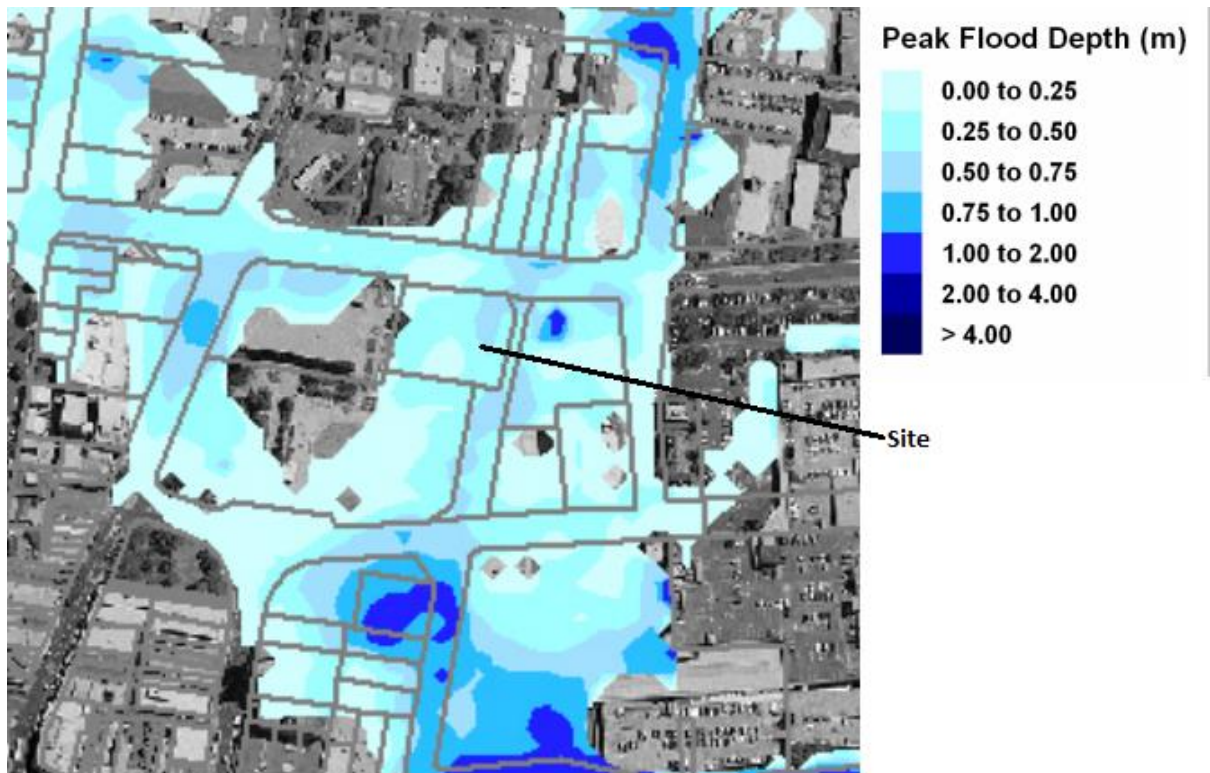 Peak Flood Depth (m)
0.00 to 0.25
0.25 to 0.50
0.50 to 0.75
0.75 to 1.00
1.00 to 2.00
2.00 to 4.00
> 4.00
Site